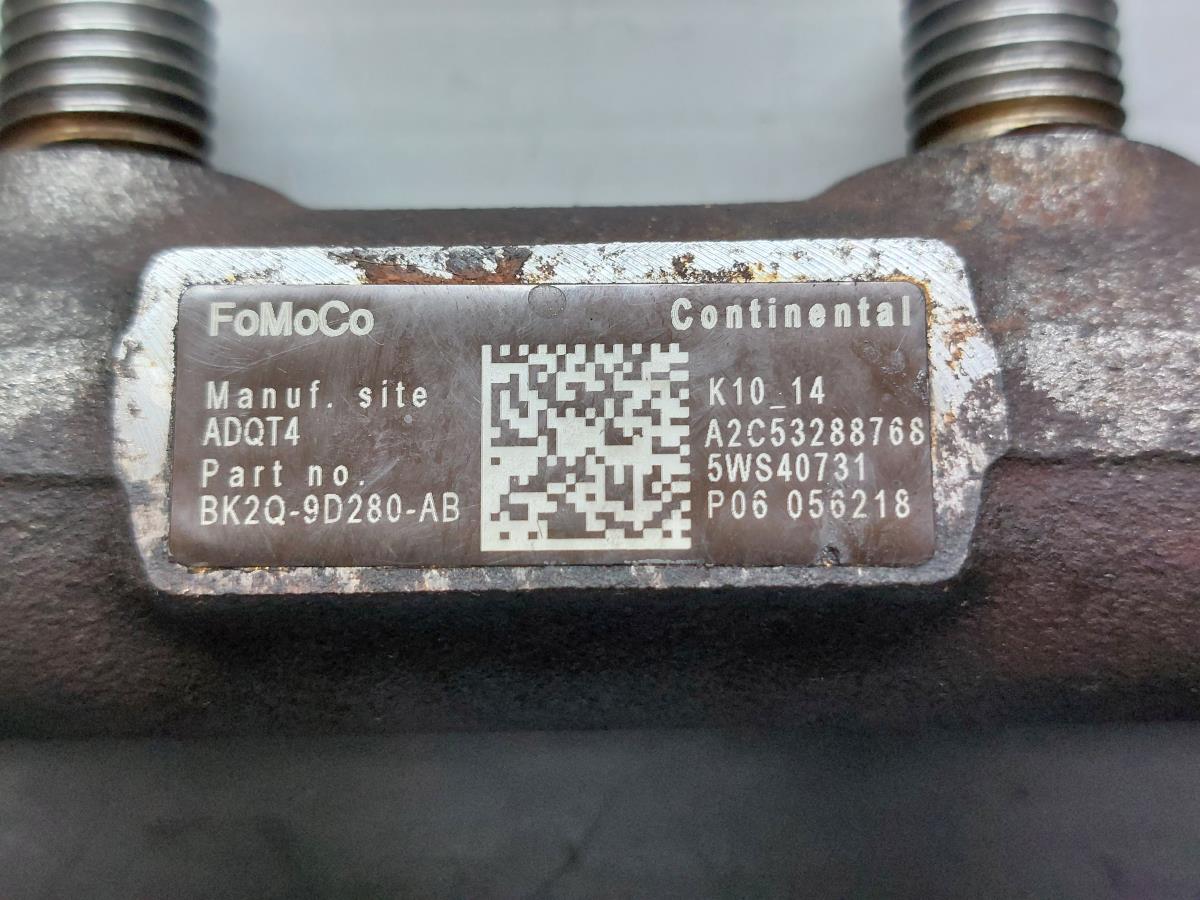 FoMoCo
Continental
Manuf. site
ADQT4
Part no.
BK2Q-9D280-AB
K10_14
A2C53288768
5WS40731
P06 056218